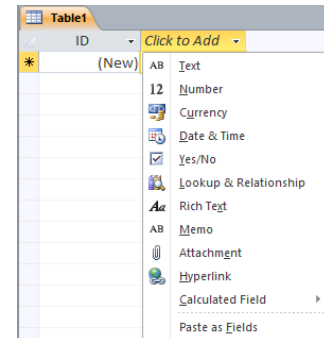 Table1
ID Click to Add
* (New)
AB Text
12 Number
Currency
Date & Time
Yes/No
Lookup & Relationship
Aa Rich Text
AB Memo
Attachment
Hyperlink
Calculated Field
Paste as Fields